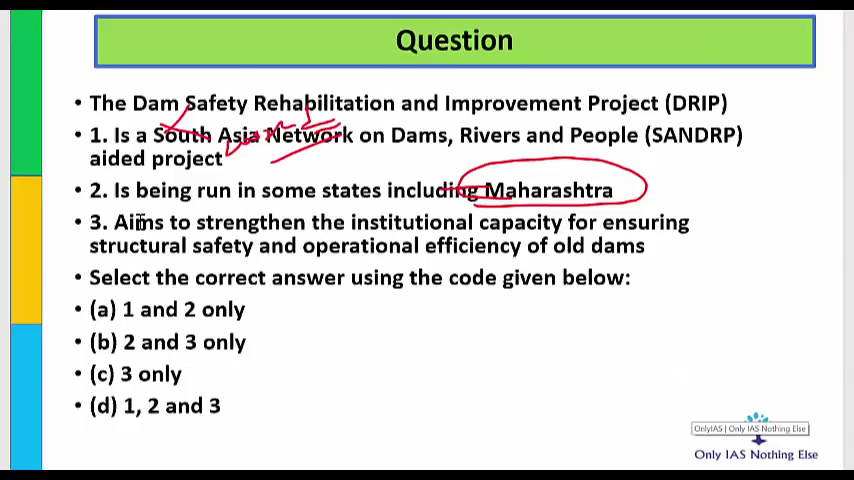 Question
• The Dam Safety Rehabilitation and Improvement Project (DRIP)
• 1. Is a South Asia Network on Dams, Rivers and People (SANDRP)
aided project
• 2. Is being run in some states including Maharashtra
• 3. Aims to strengthen the institutional capacity for ensuring
structural safety and operational efficiency of old dams
• Select the correct answer using the code given below:
• (a) 1 and 2 only
• (b) 2 and 3 only
• (c) 3 only
• (d) 1, 2 and 3
OnlyIAS | Only IAS Nothing Else
Only IAS Nothing Else